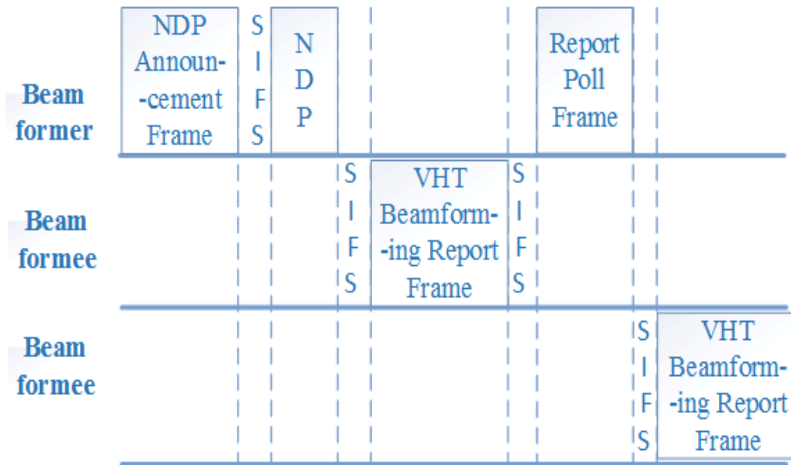 NDP
Announ-
-cement
Frame
S
I
F
S
N
D
P
Report
Poll
Frame
Beam
former
S
I
F
S
VHT
Beamform-
-ing Report
Frame
S
I
F
S
Beam
formee
S
I
F
S
VHT
Beamform-
-ing Report
Frame
Beam
formee